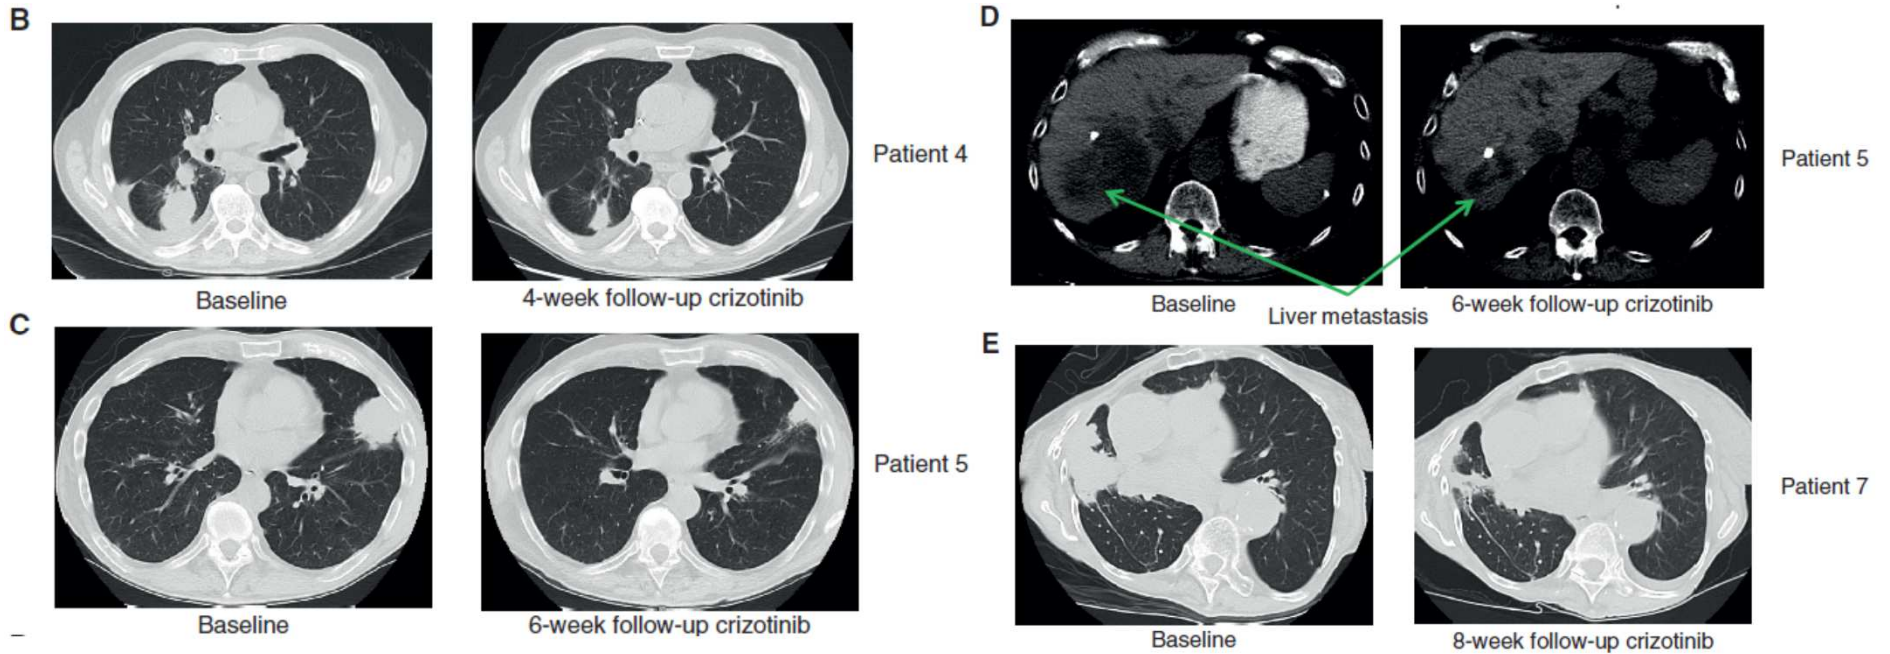 B
Patient 4
Baseline
4-week follow-up crizotinib
C
Patient 5
Baseline
6-week follow-up crizotinib
D
Patient 5
Baseline
6-week follow-up crizotinib
Liver metastasis
E
Patient 7
Baseline
8-week follow-up crizotinib